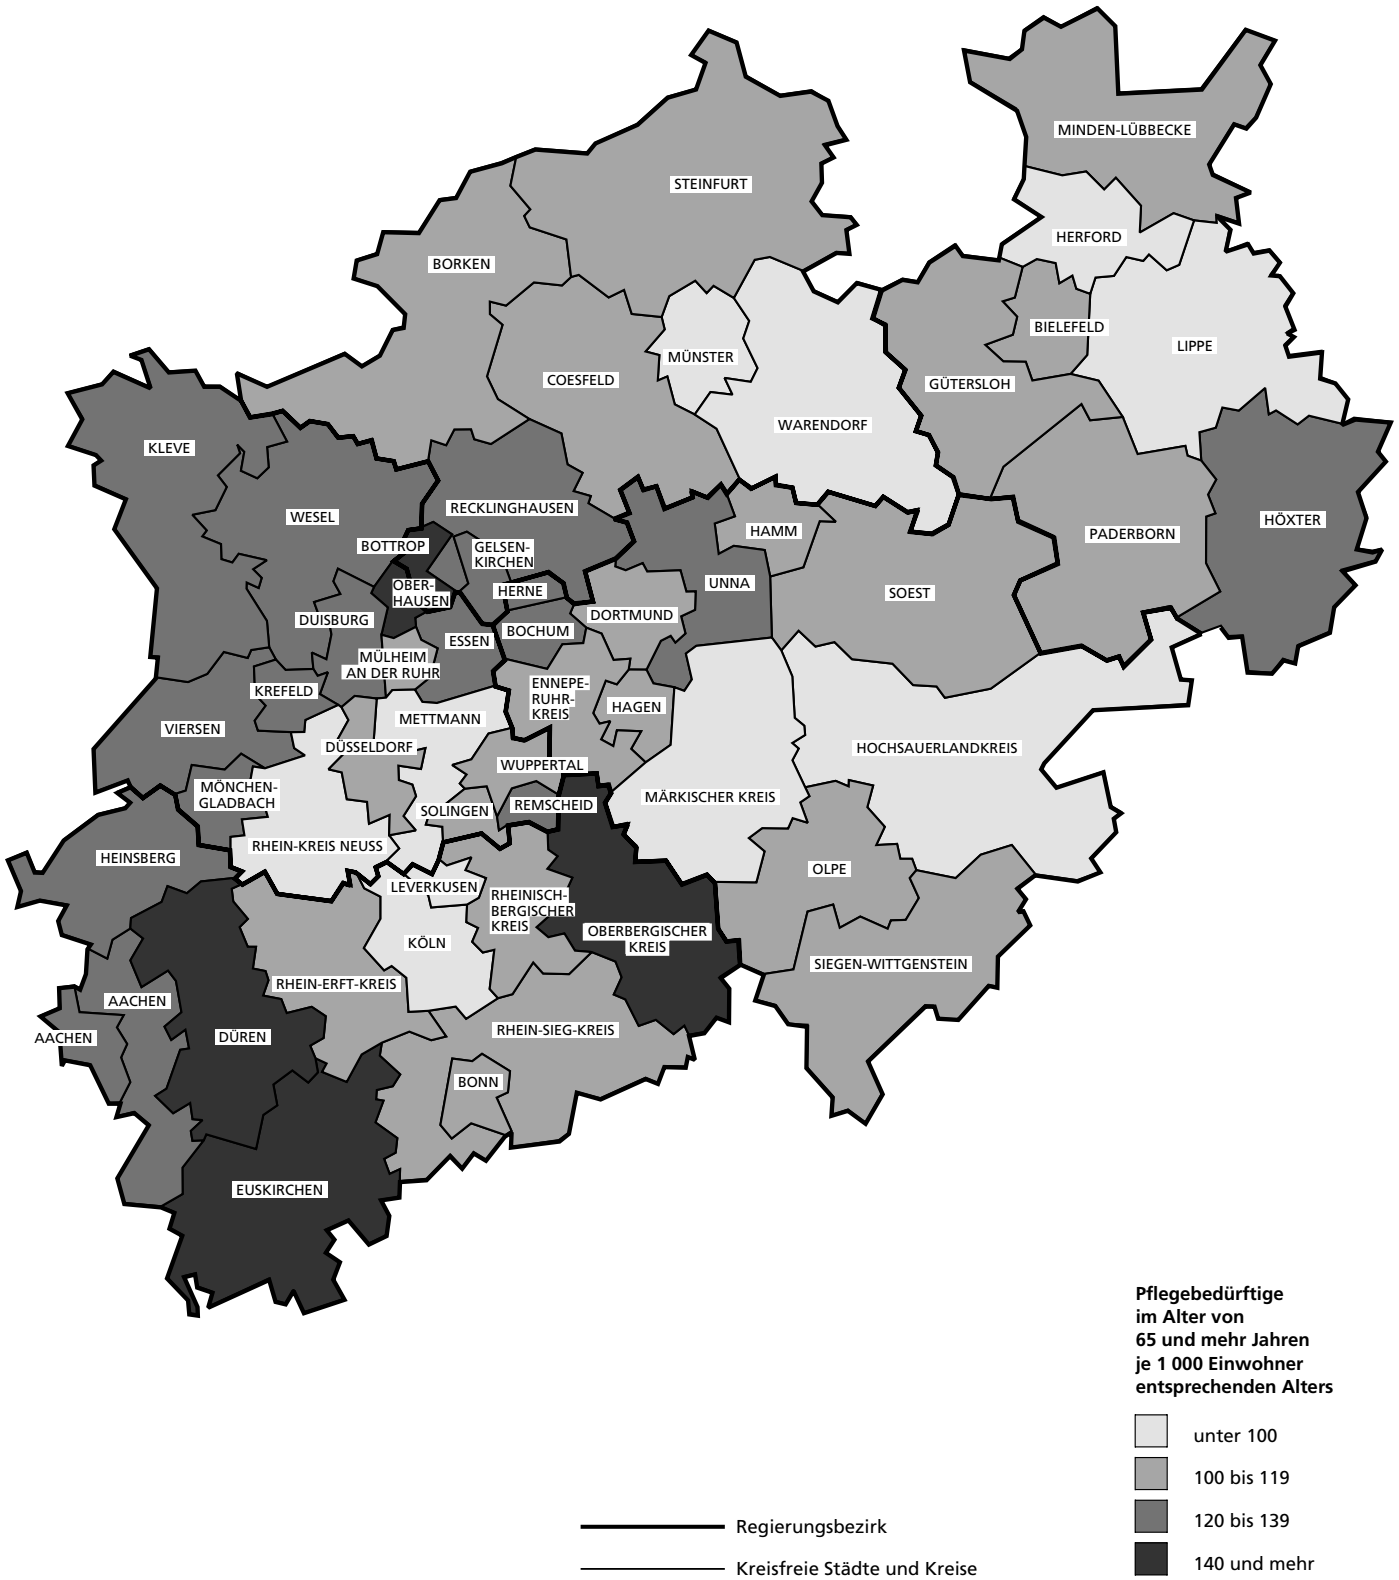 MINDEN-LÜBBECKE
STEINFURT
HERFORD
BORKEN
BIELEFELD
LIPPE
MÜNSTER
COESFELD
GÜTERSLOH
WARENDORF
KLEVE
RECKLINGHAUSEN
WESEL
HÖXTER
HAMM
PADERBORN
BOTTROP
GELSEN-
KIRCHEN
UNNA
OBER-
HAUSEN
HERNE
SOEST
DORTMUND
DUISBURG
BOCHUM
ESSEN
MÜLHEIM
AN DER RUHR
KREFELD
ENNEPE-
RUHR-
KREIS
HAGEN
METTMANN
VIERSEN
DÜSSELDORF
HOCHSAUERLANDKREIS
WUPPERTAL
MÖNCHEN-
GLADBACH
MÄRKISCHER KREIS
REMSCHEID
SOLINGEN
RHEIN-KREIS NEUSS
HEINSBERG
OLPE
LEVERKUSEN
RHEINISCH-
BERGISCHER
KREIS
OBERBERGISCHER
KREIS
KÖLN
SIEGEN-WITTGENSTEIN
RHEIN-ERFT-KREIS
AACHEN
RHEIN-SIEG-KREIS
AACHEN
DÜREN
BONN
EUSKIRCHEN
Pflegebedürftige
im Alter von
65 und mehr Jahren
je 1 000 Einwohner
entsprechenden Alters
unter 100
100 bis 119
120 bis 139
140 und mehr
Regierungsbezirk
Kreisfreie Städte und Kreise